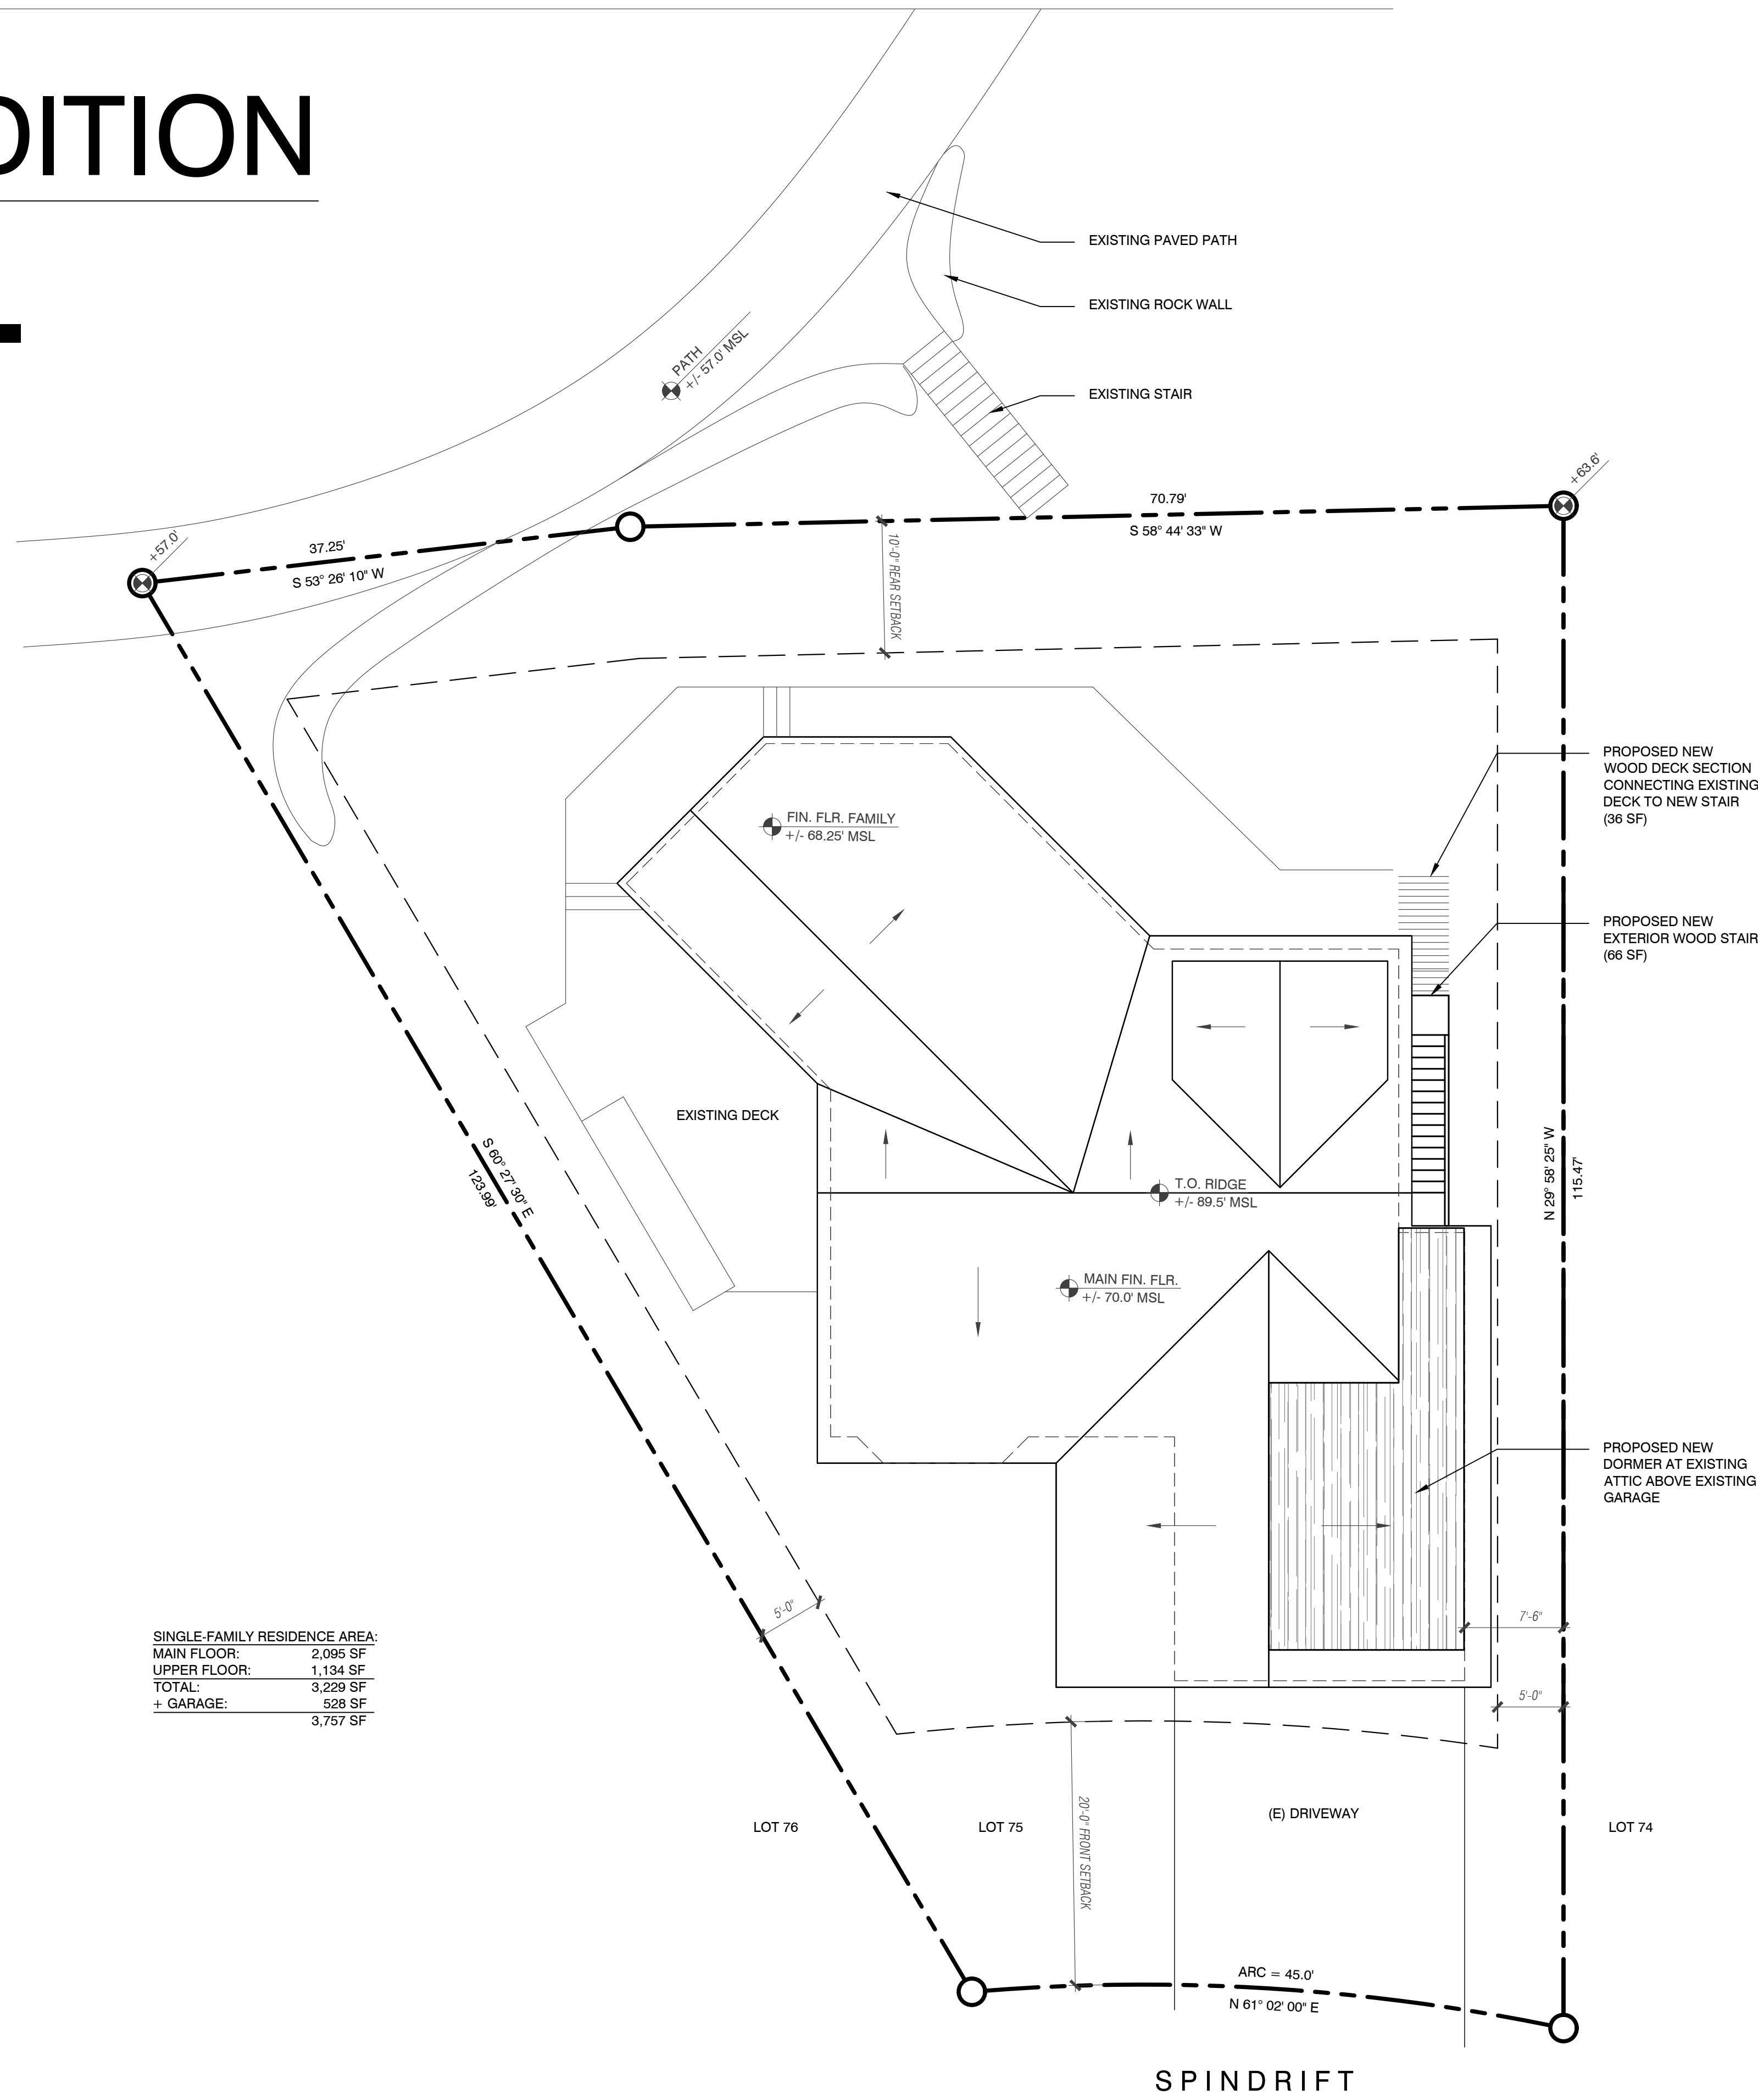 DITION
EXISTING PAVED PATH
EXISTING ROCK WALL
PATH
+/- 57.0' MSL
EXISTING STAIR
+63.6'
70.79'
S 58° 44' 33" W
+57.0'
37.25'
S 53° 26' 10" W
10'-0" REAR SETBACK
PROPOSED NEW
WOOD DECK SECTION
CONNECTING EXISTING
DECK TO NEW STAIR
(36 SF)
FIN. FLR. FAMILY
+/- 68.25' MSL
PROPOSED NEW
EXTERIOR WOOD STAIR
(66 SF)
EXISTING DECK
S 60° 27' 30" E
123.99'
N 29° 58' 25" W
115.47'
T.O. RIDGE
+/- 89.5' MSL
MAIN FIN. FLR.
+/- 70.0' MSL
PROPOSED NEW
DORMER AT EXISTING
ATTIC ABOVE EXISTING
GARAGE
5'-0"
7'-6"
5'-0"
SINGLE-FAMILY RESIDENCE AREA:
MAIN FLOOR: 2,095 SF
UPPER FLOOR: 1,134 SF
TOTAL: 3,229 SF
+ GARAGE: 528 SF
3,757 SF
LOT 76
LOT 75
20'-0" FRONT SETBACK
(E) DRIVEWAY
LOT 74
ARC = 45.0'
N 61° 02' 00" E
SPINDRIFT